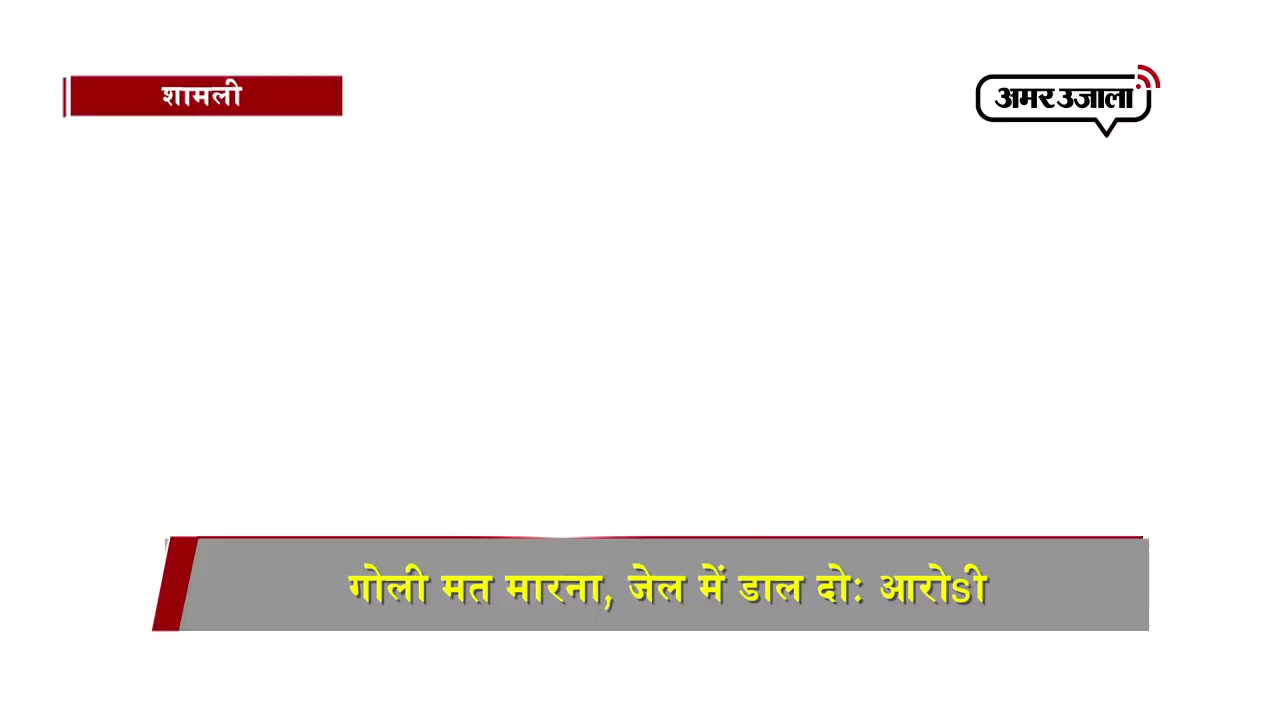 शामली
अमर उजाला
गोली मत मारना, जेल में डाल दो: आरोsी